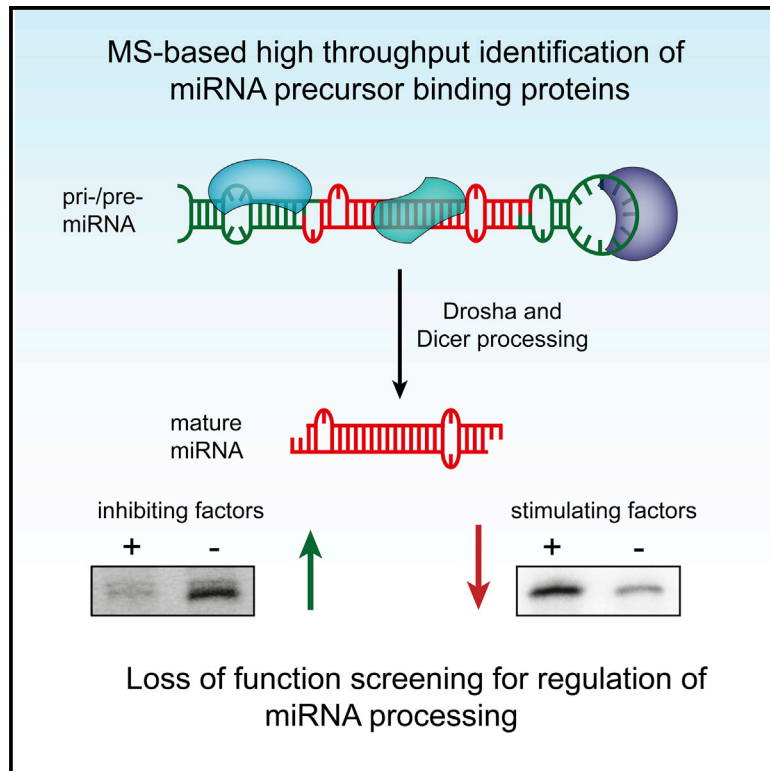 MS-based high throughput identification of
miRNA precursor binding proteins
pri-/pre-
miRNA
Drosha and
Dicer processing
mature
miRNA
inhibiting factors
+ -
stimulating factors
+ -
Loss of function screening for regulation of
miRNA processing